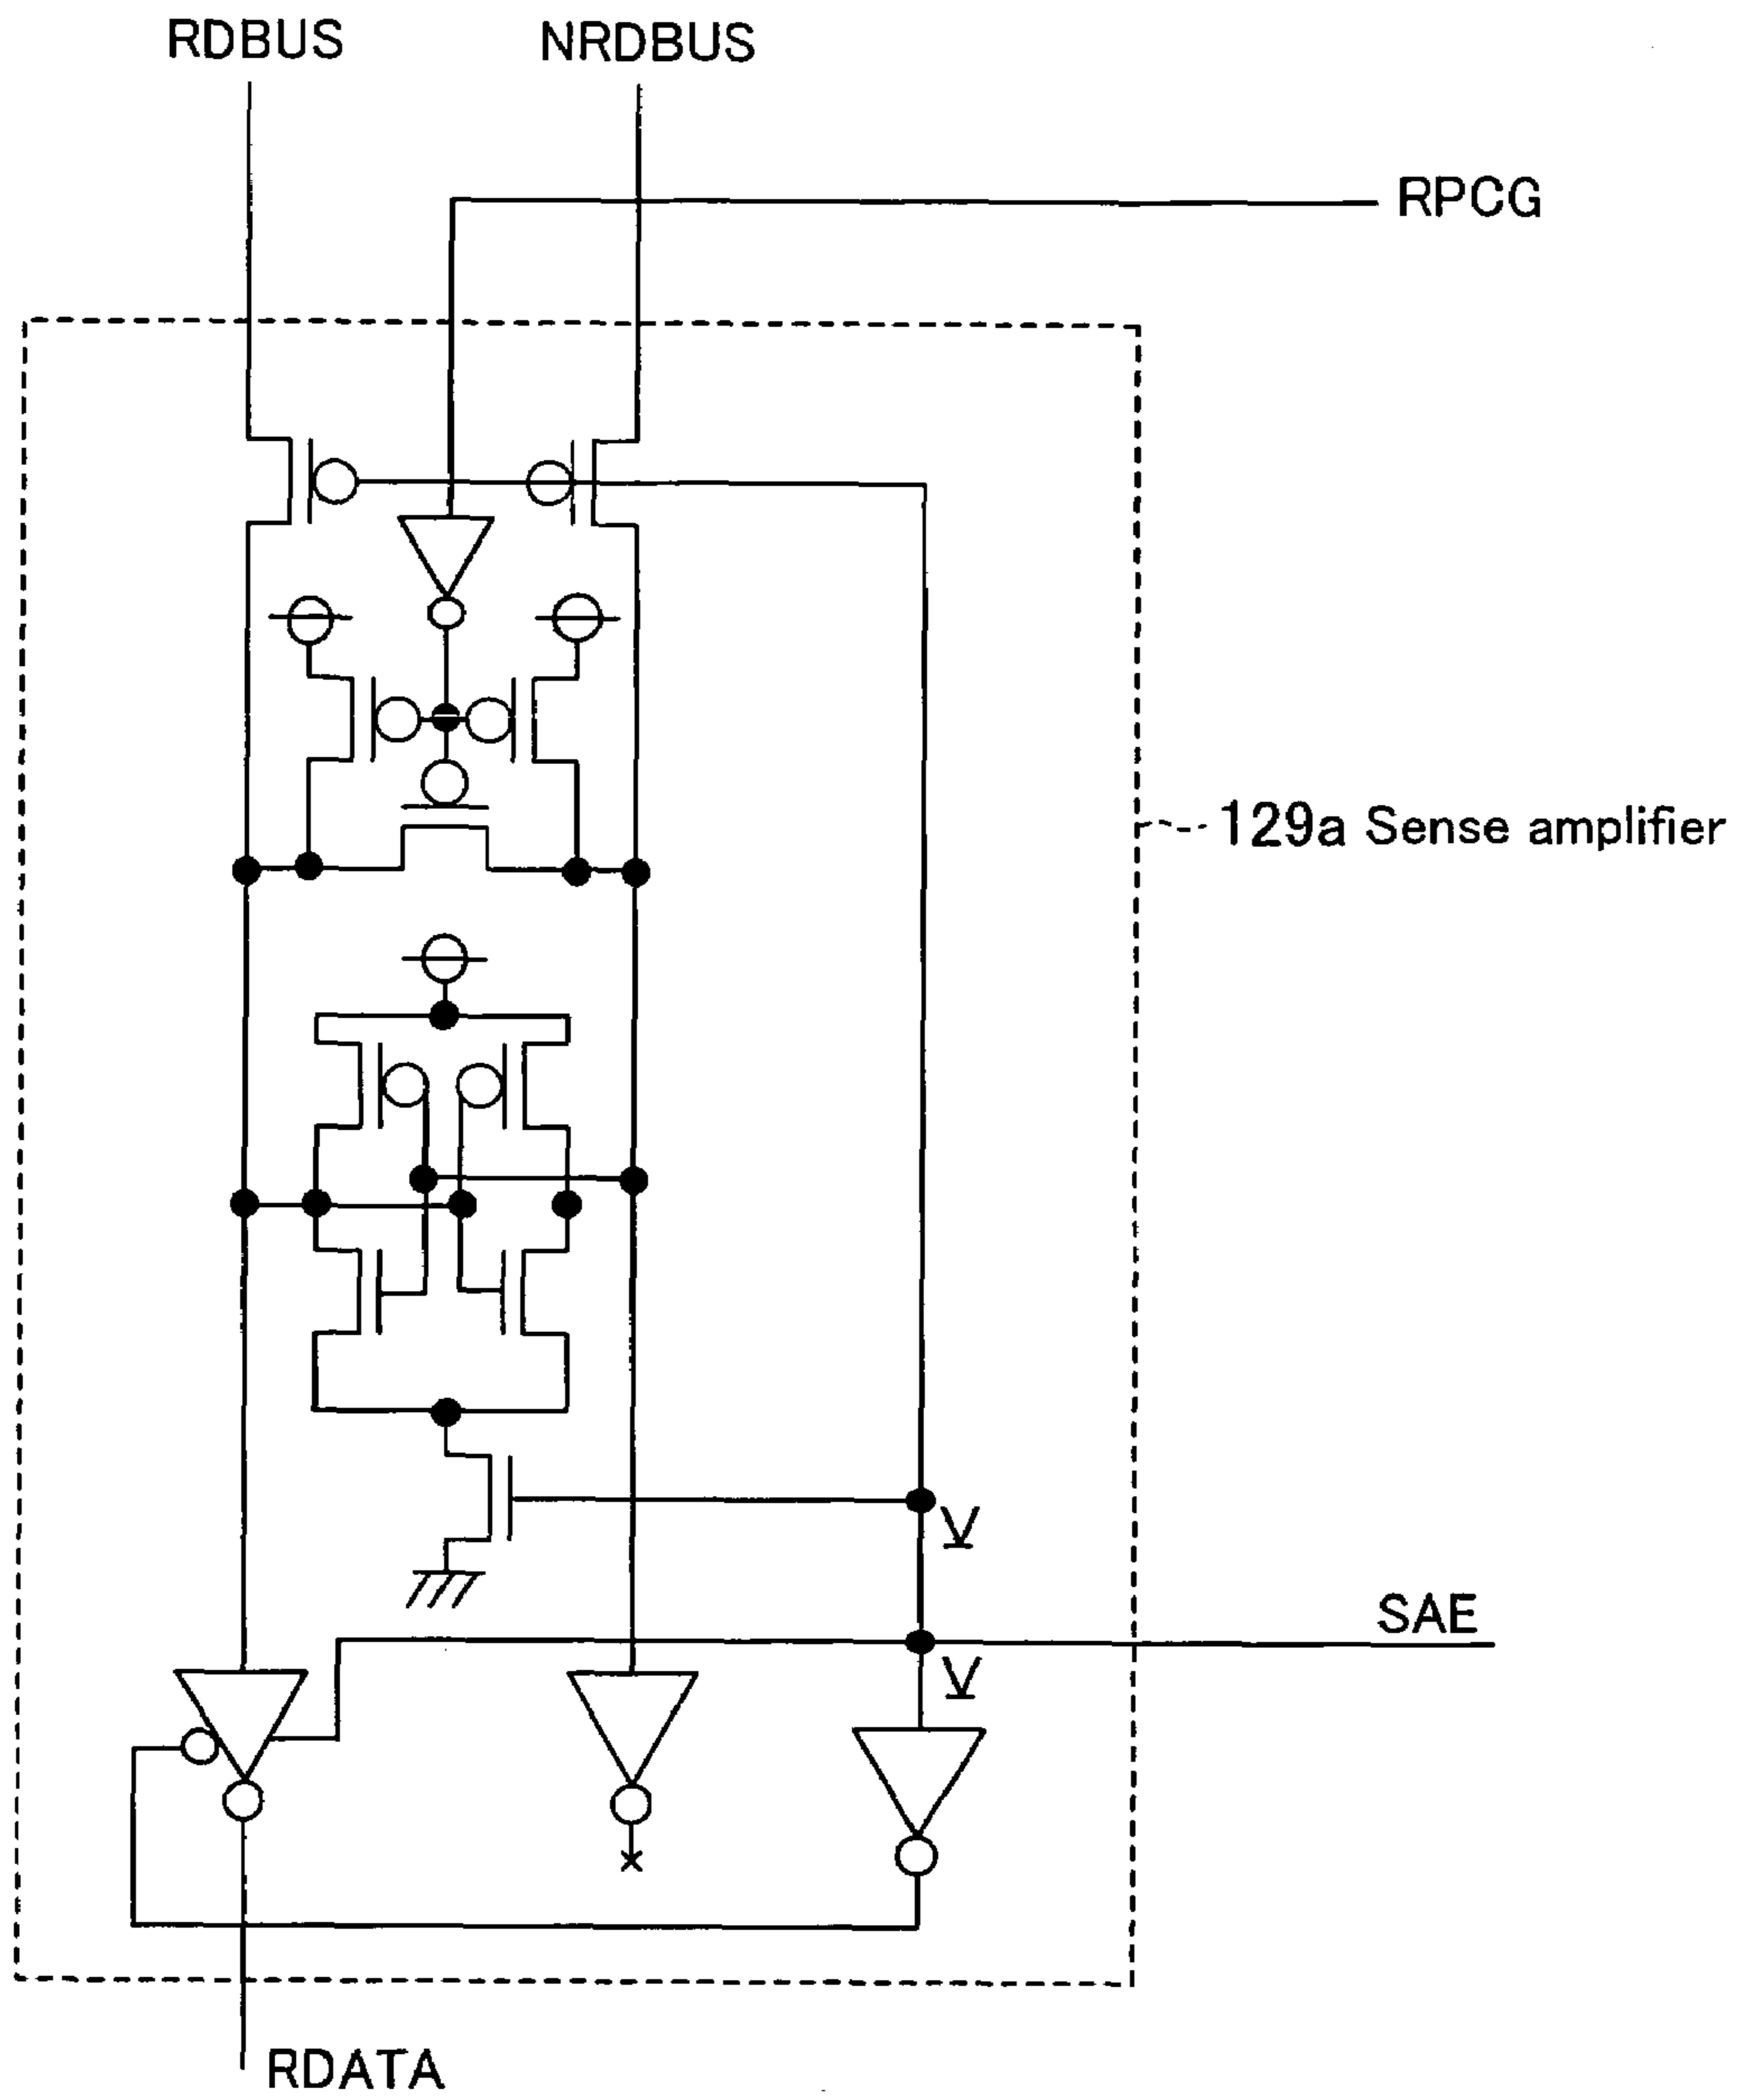 RDBUS
NRDBUS
RPCG
129a Sense amplifier
V
SAE
V
RDATA